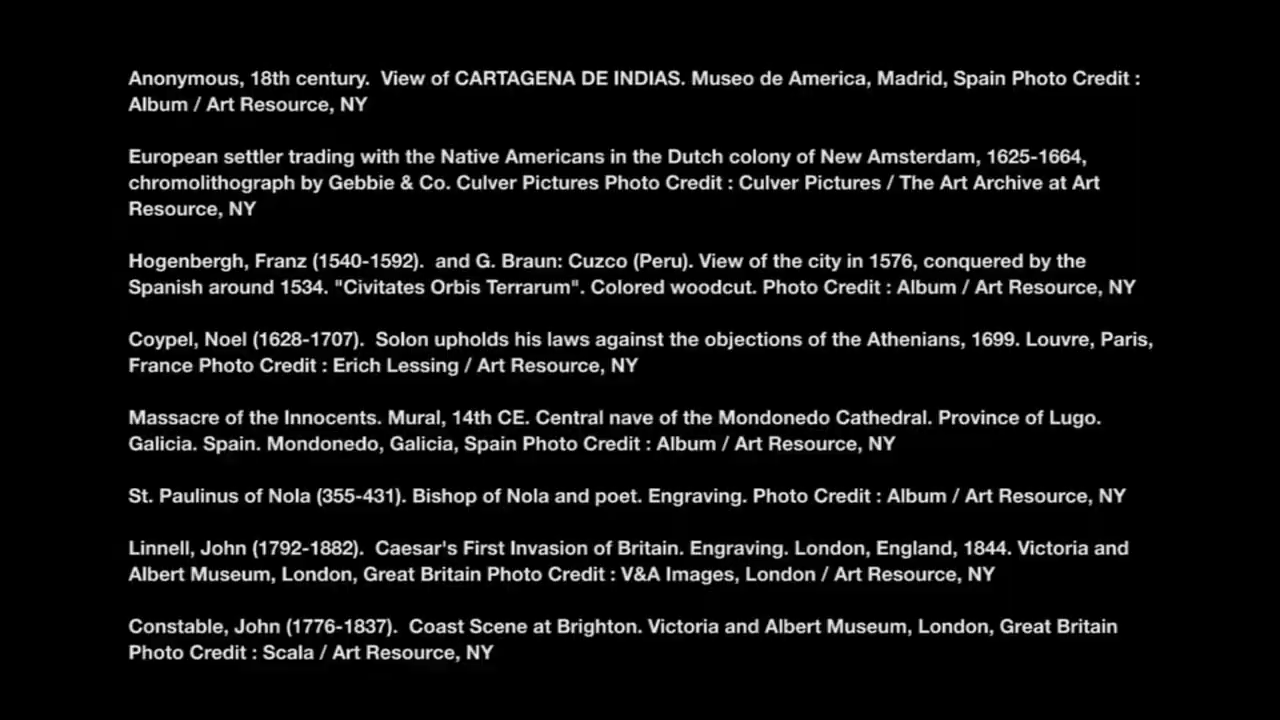 Anonymous, 18th century.  View of CARTAGENA DE INDIAS. Museo de America, Madrid, Spain Photo Credit :
Album / Art Resource, NY
European settler trading with the Native Americans in the Dutch colony of New Amsterdam, 1625-1664,
chromolithograph by Gebbie & Co. Culver Pictures Photo Credit : Culver Pictures / The Art Archive at Art
Resource, NY
Hogenbergh, Franz (1540-1592).  and G. Braun: Cuzco (Peru). View of the city in 1576, conquered by the
Spanish around 1534. "Civitates Orbis Terrarum". Colored woodcut. Photo Credit : Album / Art Resource, NY
Coypel, Noel (1628-1707).  Solon upholds his laws against the objections of the Athenians, 1699. Louvre, Paris,
France Photo Credit : Erich Lessing / Art Resource, NY
Massacre of the Innocents. Mural, 14th CE. Central nave of the Mondonedo Cathedral. Province of Lugo.
Galicia. Spain. Mondonedo, Galicia, Spain Photo Credit : Album / Art Resource, NY
St. Paulinus of Nola (355-431). Bishop of Nola and poet. Engraving. Photo Credit : Album / Art Resource, NY
Linnell, John (1792-1882).  Caesar's First Invasion of Britain. Engraving. London, England, 1844. Victoria and
Albert Museum, London, Great Britain Photo Credit : V&A Images, London / Art Resource, NY
Constable, John (1776-1837).  Coast Scene at Brighton. Victoria and Albert Museum, London, Great Britain
Photo Credit : Scala / Art Resource, NY